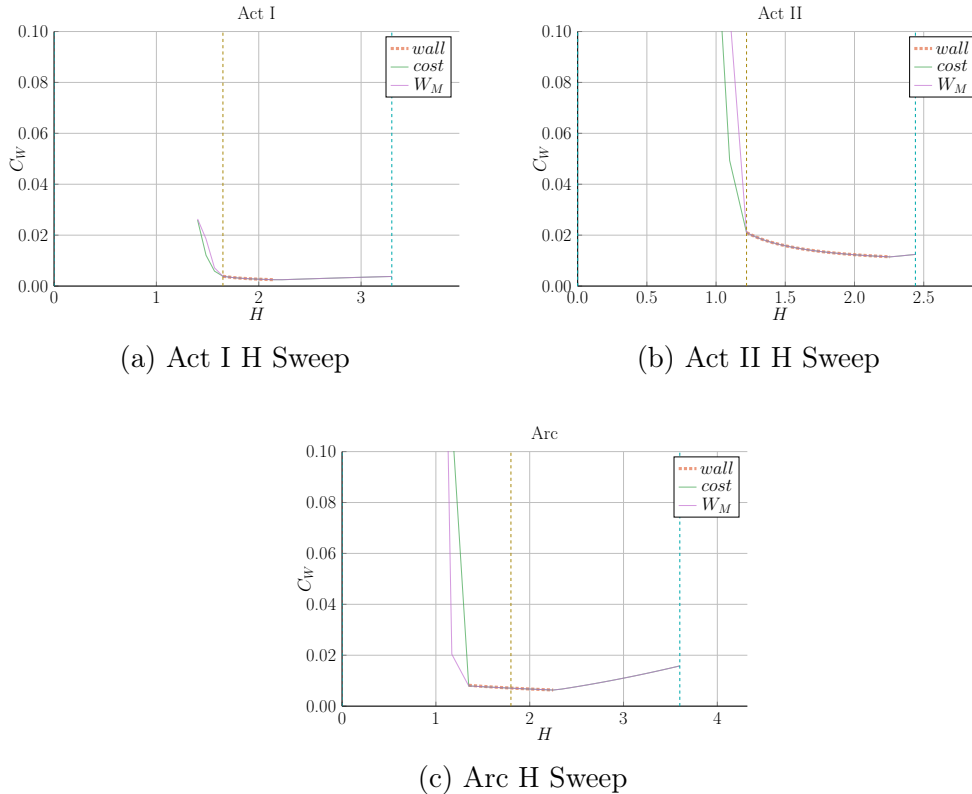 Act I
0.10
0.08
0.06
0.04
0.02
0.00
C_W
wall
cost
W_M
0 1 2 3
H
(a) Act I H Sweep
Act II
0.10
0.08
0.06
0.04
0.02
0.00
C_W
wall
cost
W_M
0.0 0.5 1.0 1.5 2.0 2.5
H
(b) Act II H Sweep
Arc
0.10
0.08
0.06
0.04
0.02
0.00
C_W
wall
cost
W_M
0 1 2 3 4
H
(c) Arc H Sweep